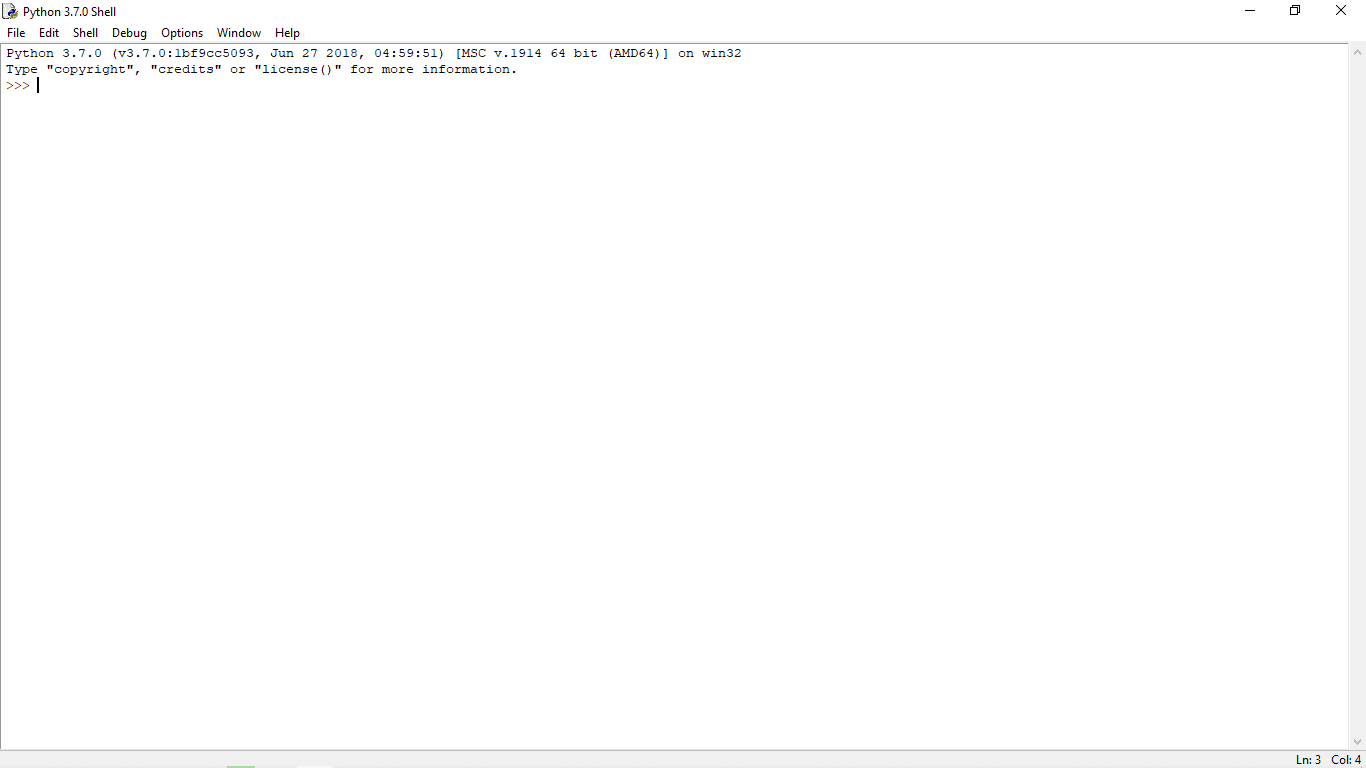 Python 3.7.0 Shell
File Edit Shell Debug Options Window Help
Python 3.7.0 (v3.7.0:1bf9cc5093, Jun 27 2018, 04:59:51) [MSC v.1914 64 bit (AMD64)] on win32
Type "copyright", "credits" or "license()" for more information.
>>>
Ln: 3 Col: 4